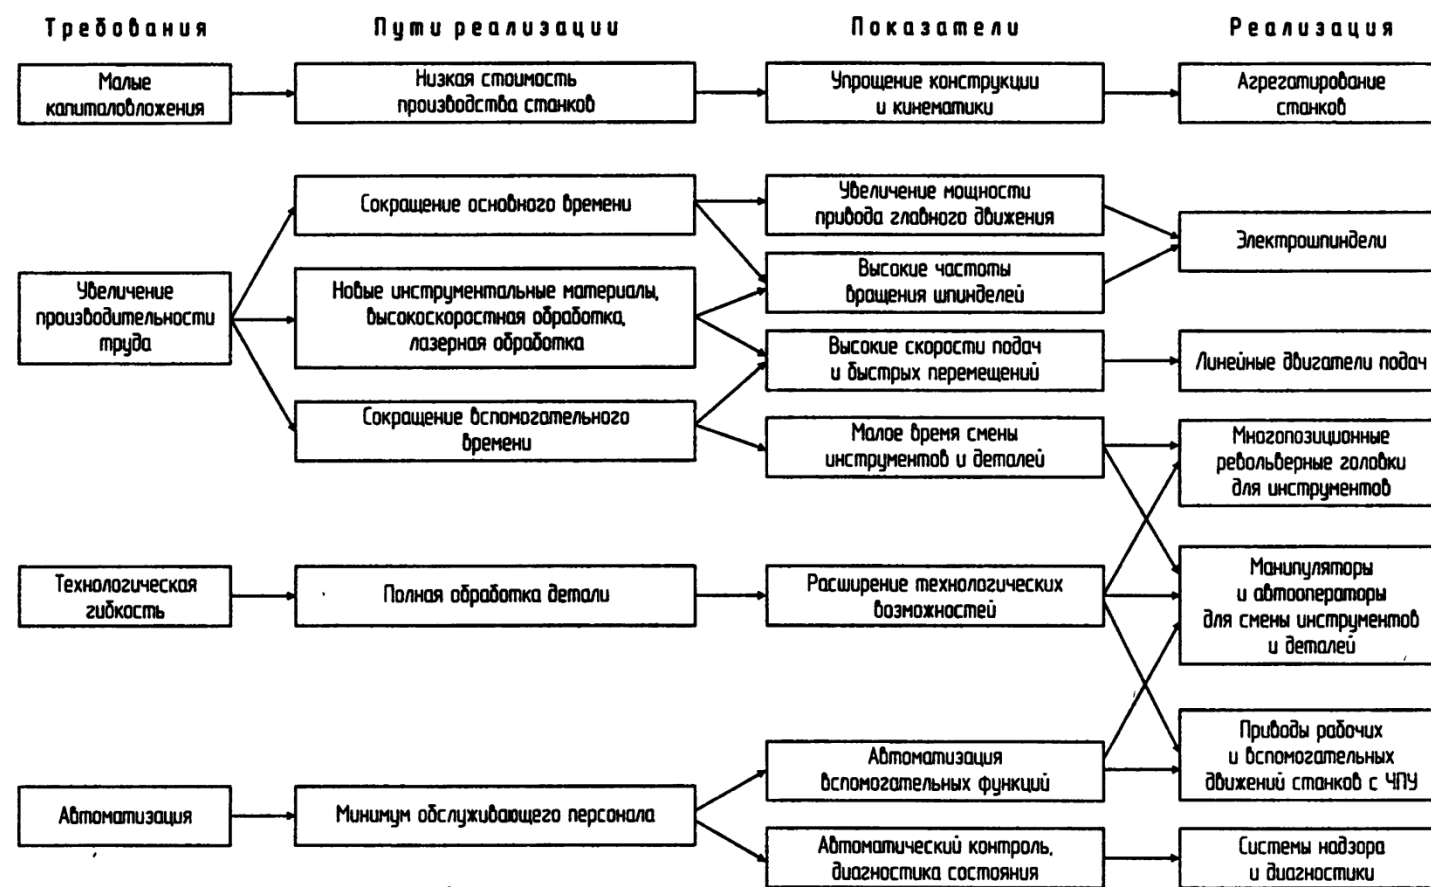 Требования
Пути реализации
Показатели
Реализация
Малые
капиталовложения
Низкая стоимость
производства станков
Упрощение конструкции
и кинематики
Агрегатирование
станков
Увеличение
производительности
труда
Сокращение основного времени
Новые инструментальные материалы,
высокоскоростная обработка,
лазерная обработка
Сокращение вспомогательного
времени
Увеличение мощности
привода главного движения
Высокие частоты
вращения шпинделей
Высокие скорости подач
и быстрых перемещений
Малое время смены
инструментов и деталей
Электрошпиндели
Линейные двигатели подач
Многопозиционные
револьверные головки
для инструментов
Технологическая
гибкость
Полная обработка детали
Расширение технологических
возможностей
Манипуляторы
и автооператоры
для смены инструментов
и деталей
Автоматизация
Минимум обслуживающего персонала
Автоматизация
вспомогательных функций
Автоматический контроль,
диагностика состояния
Приводы рабочих
и вспомогательных
движений станков с ЧПУ
Системы надзора
и диагностики